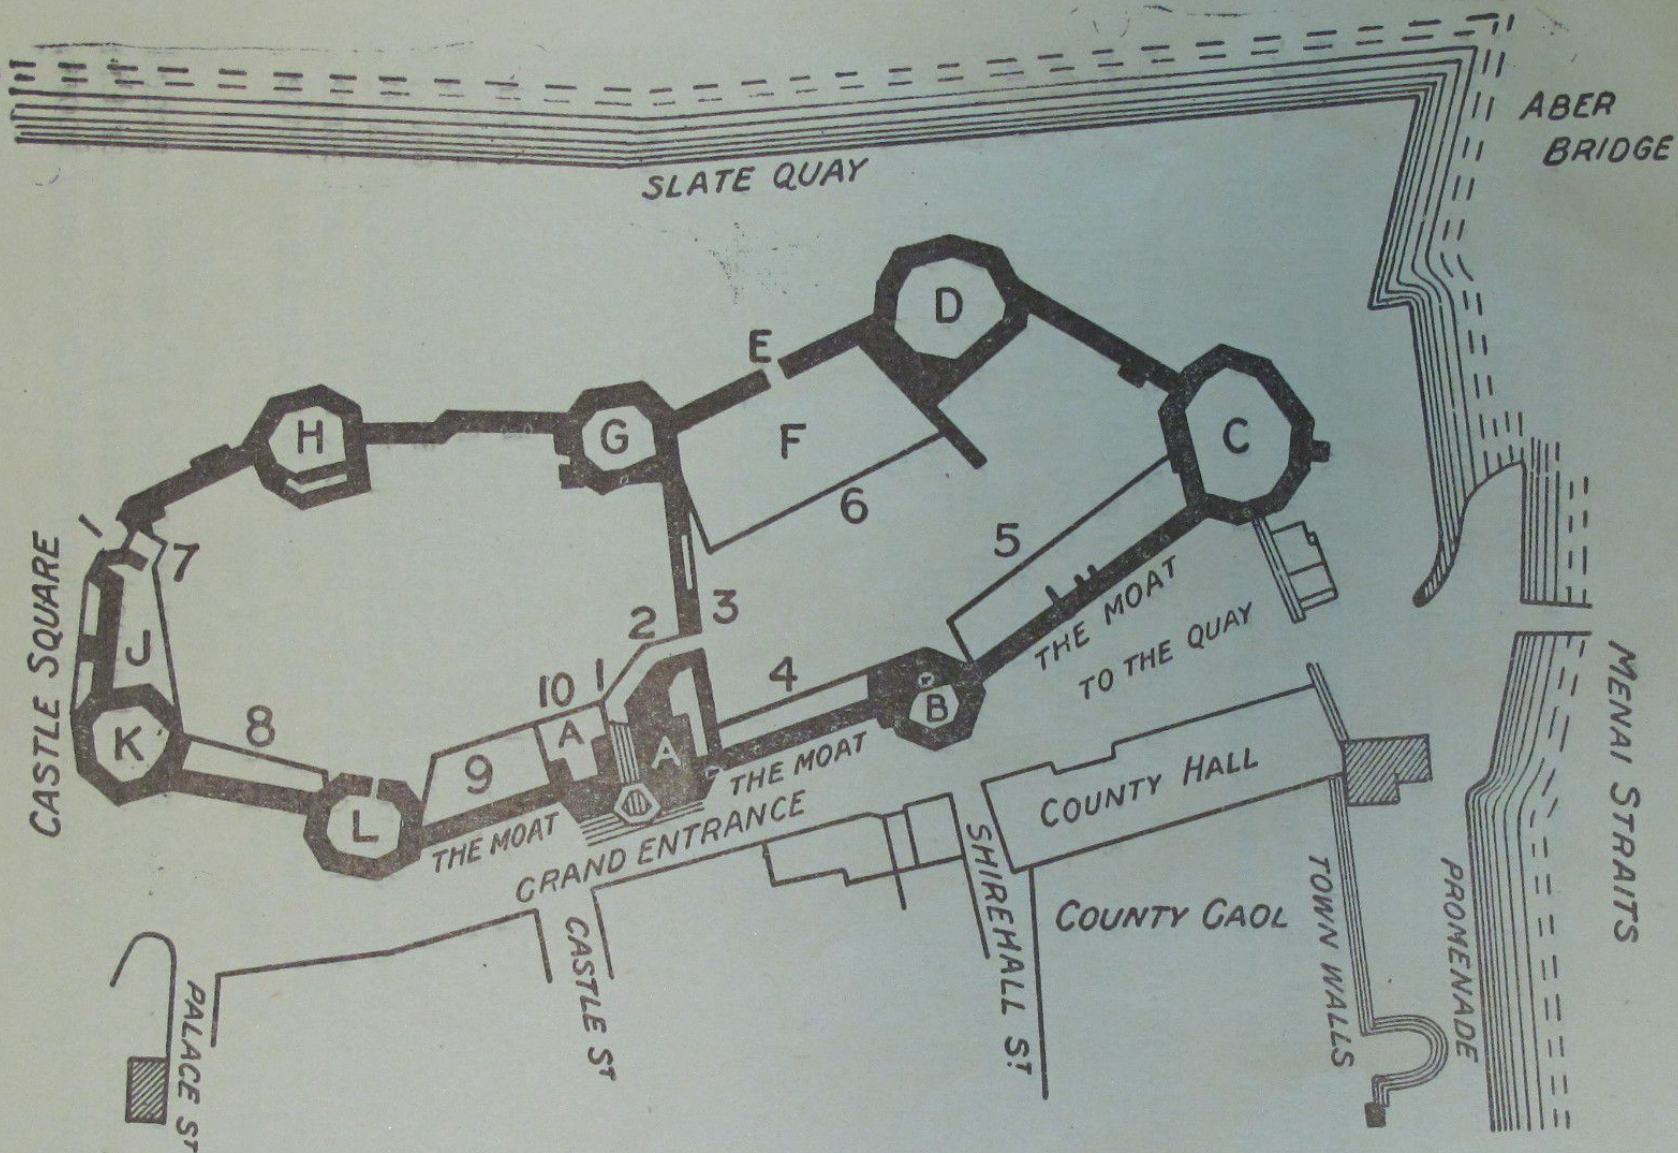 ABER
BRIDGE
SLATE QUAY
D
E
H
G
F
C
6
5
I
7
CASTLE SQUARE
3
2
THE MOAT
TO THE QUAY
J
4
10
1
K
8
A
A
B
9
THE MOAT
COUNTY HALL
L
THE MOAT
GRAND ENTRANCE
MENAI STRAITS
SHIREHALL ST.
COUNTY GAOL
TOWN WALLS
PROMENADE
CASTLE ST
PALACE ST